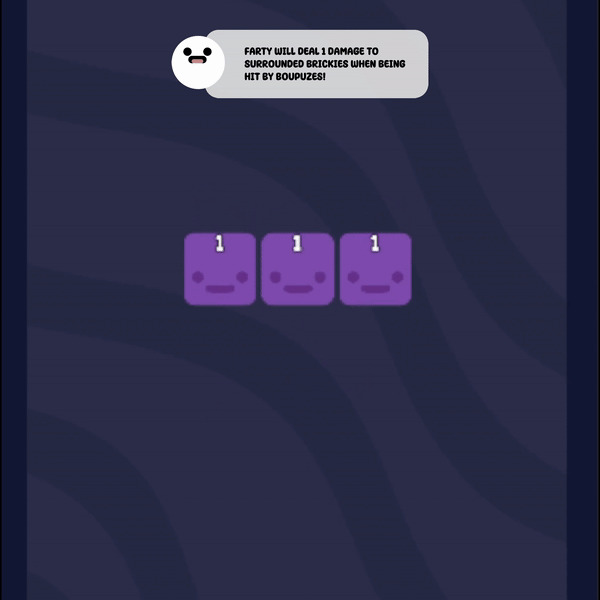 FARTY WILL DEAL 1 DAMAGE TO
SURROUNDED BRICKIES WHEN BEING
HIT BY BOUPUZES!
1 1 1